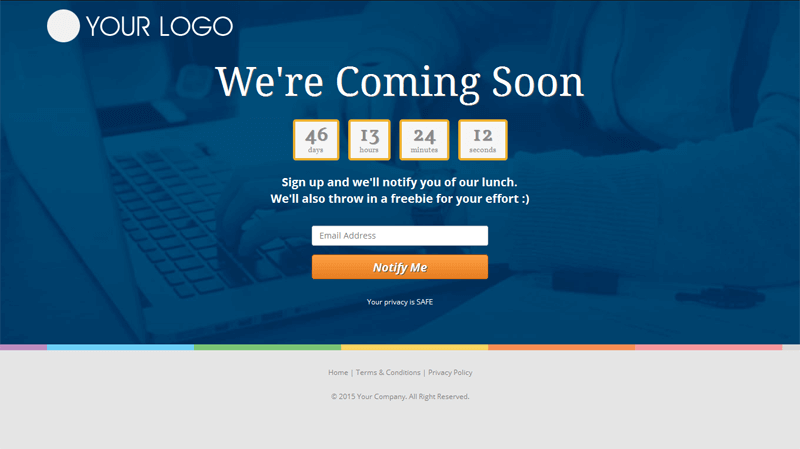 YOUR LOGO
We're Coming Soon
46 13 24 12
days hours minutes seconds
Sign up and we'll notify you of our lunch.
We'll also throw in a freebie for your effort :)
Email Address
Notify Me
Your privacy is SAFE
Home | Terms & Conditions | Privacy Policy
© 2015 Your Company. All Right Reserved.